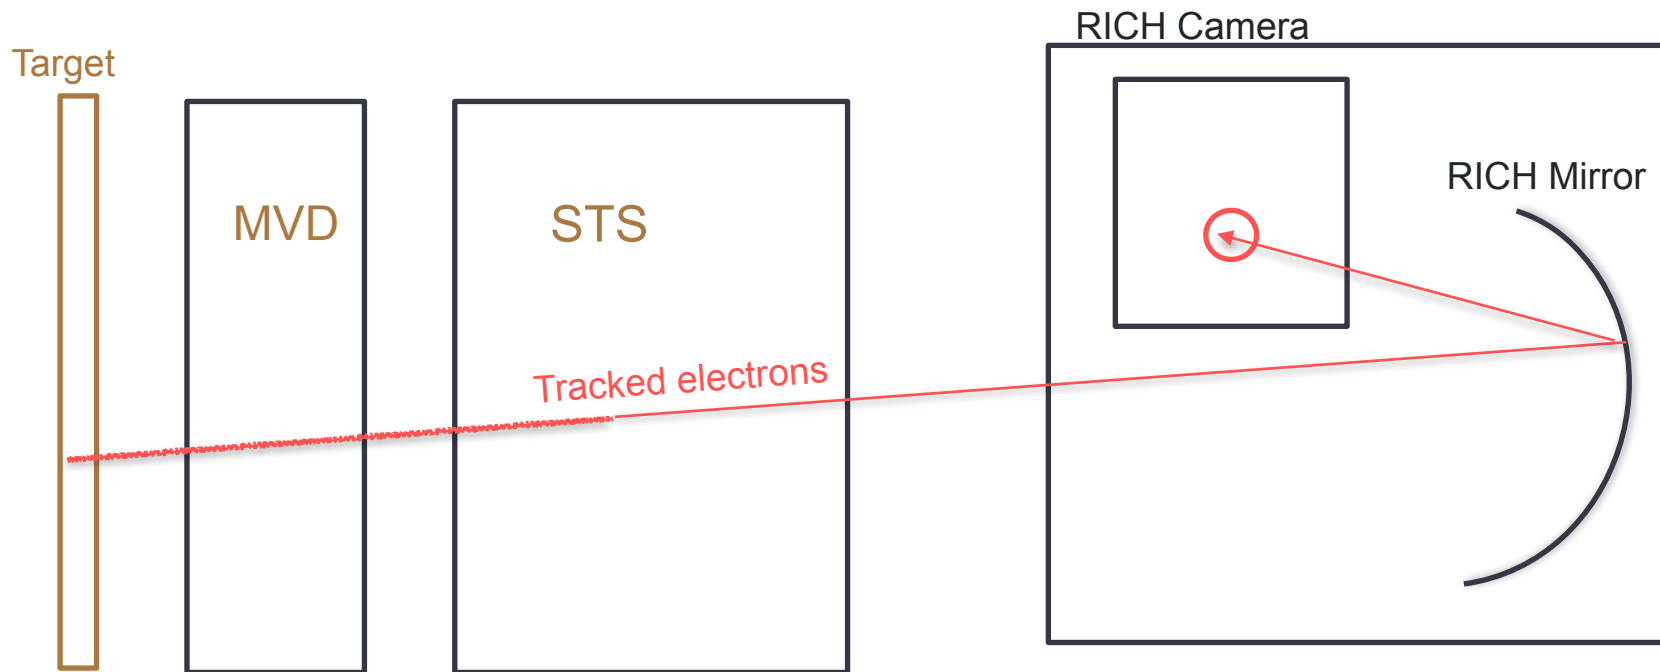 RICH Camera
Target
RICH Mirror
MVD
STS
Tracked electrons